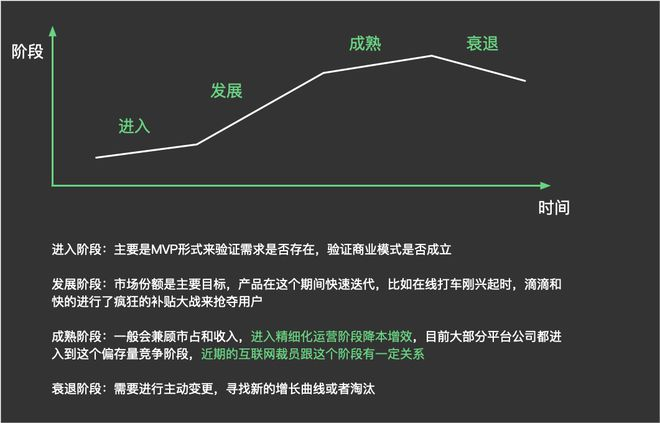 成熟
衰退
阶段
发展
进入
时间
进入阶段：主要是MVP形式来验证需求是否存在，验证商业模式是否成立
发展阶段：市场份额是主要目标，产品在这个期间快速迭代，比如在线打车刚兴起时，滴滴和
快的进行了疯狂的补贴大战来抢夺用户
成熟阶段：一般会兼顾市占和收入，进入精细化运营阶段降本增效，目前大部分平台公司都进
入到这个偏存量竞争阶段，近期的互联网裁员跟这个阶段有一定关系
衰退阶段：需要进行主动变更，寻找新的增长曲线或者淘汰